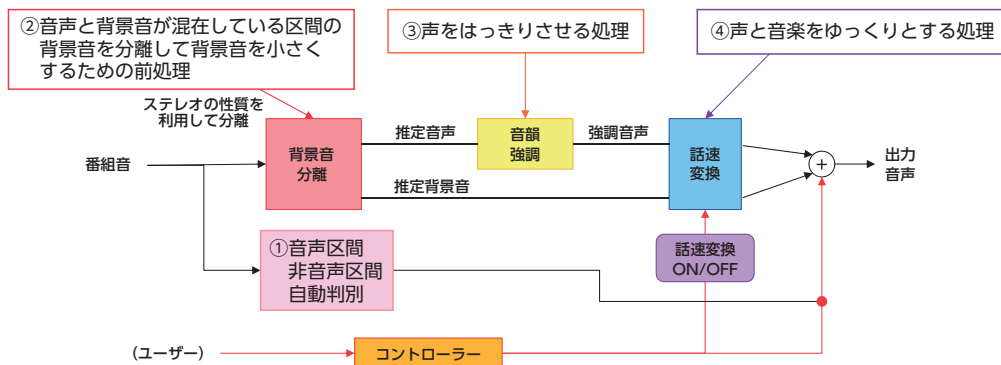 ②音声と背景音が混在している区間の
背景音を分離して背景音を小さく
するための前処理
③声をはっきりさせる処理
④声と音楽をゆっくりとする処理
ステレオの性質を
利用して分離
番組音
背景音
分離
推定音声
音韻
強調
強調音声
話速
変換
+
出力
音声
推定背景音
①音声区間
非音声区間
自動判別
話速変換
ON/OFF
(ユーザー)
コントローラー